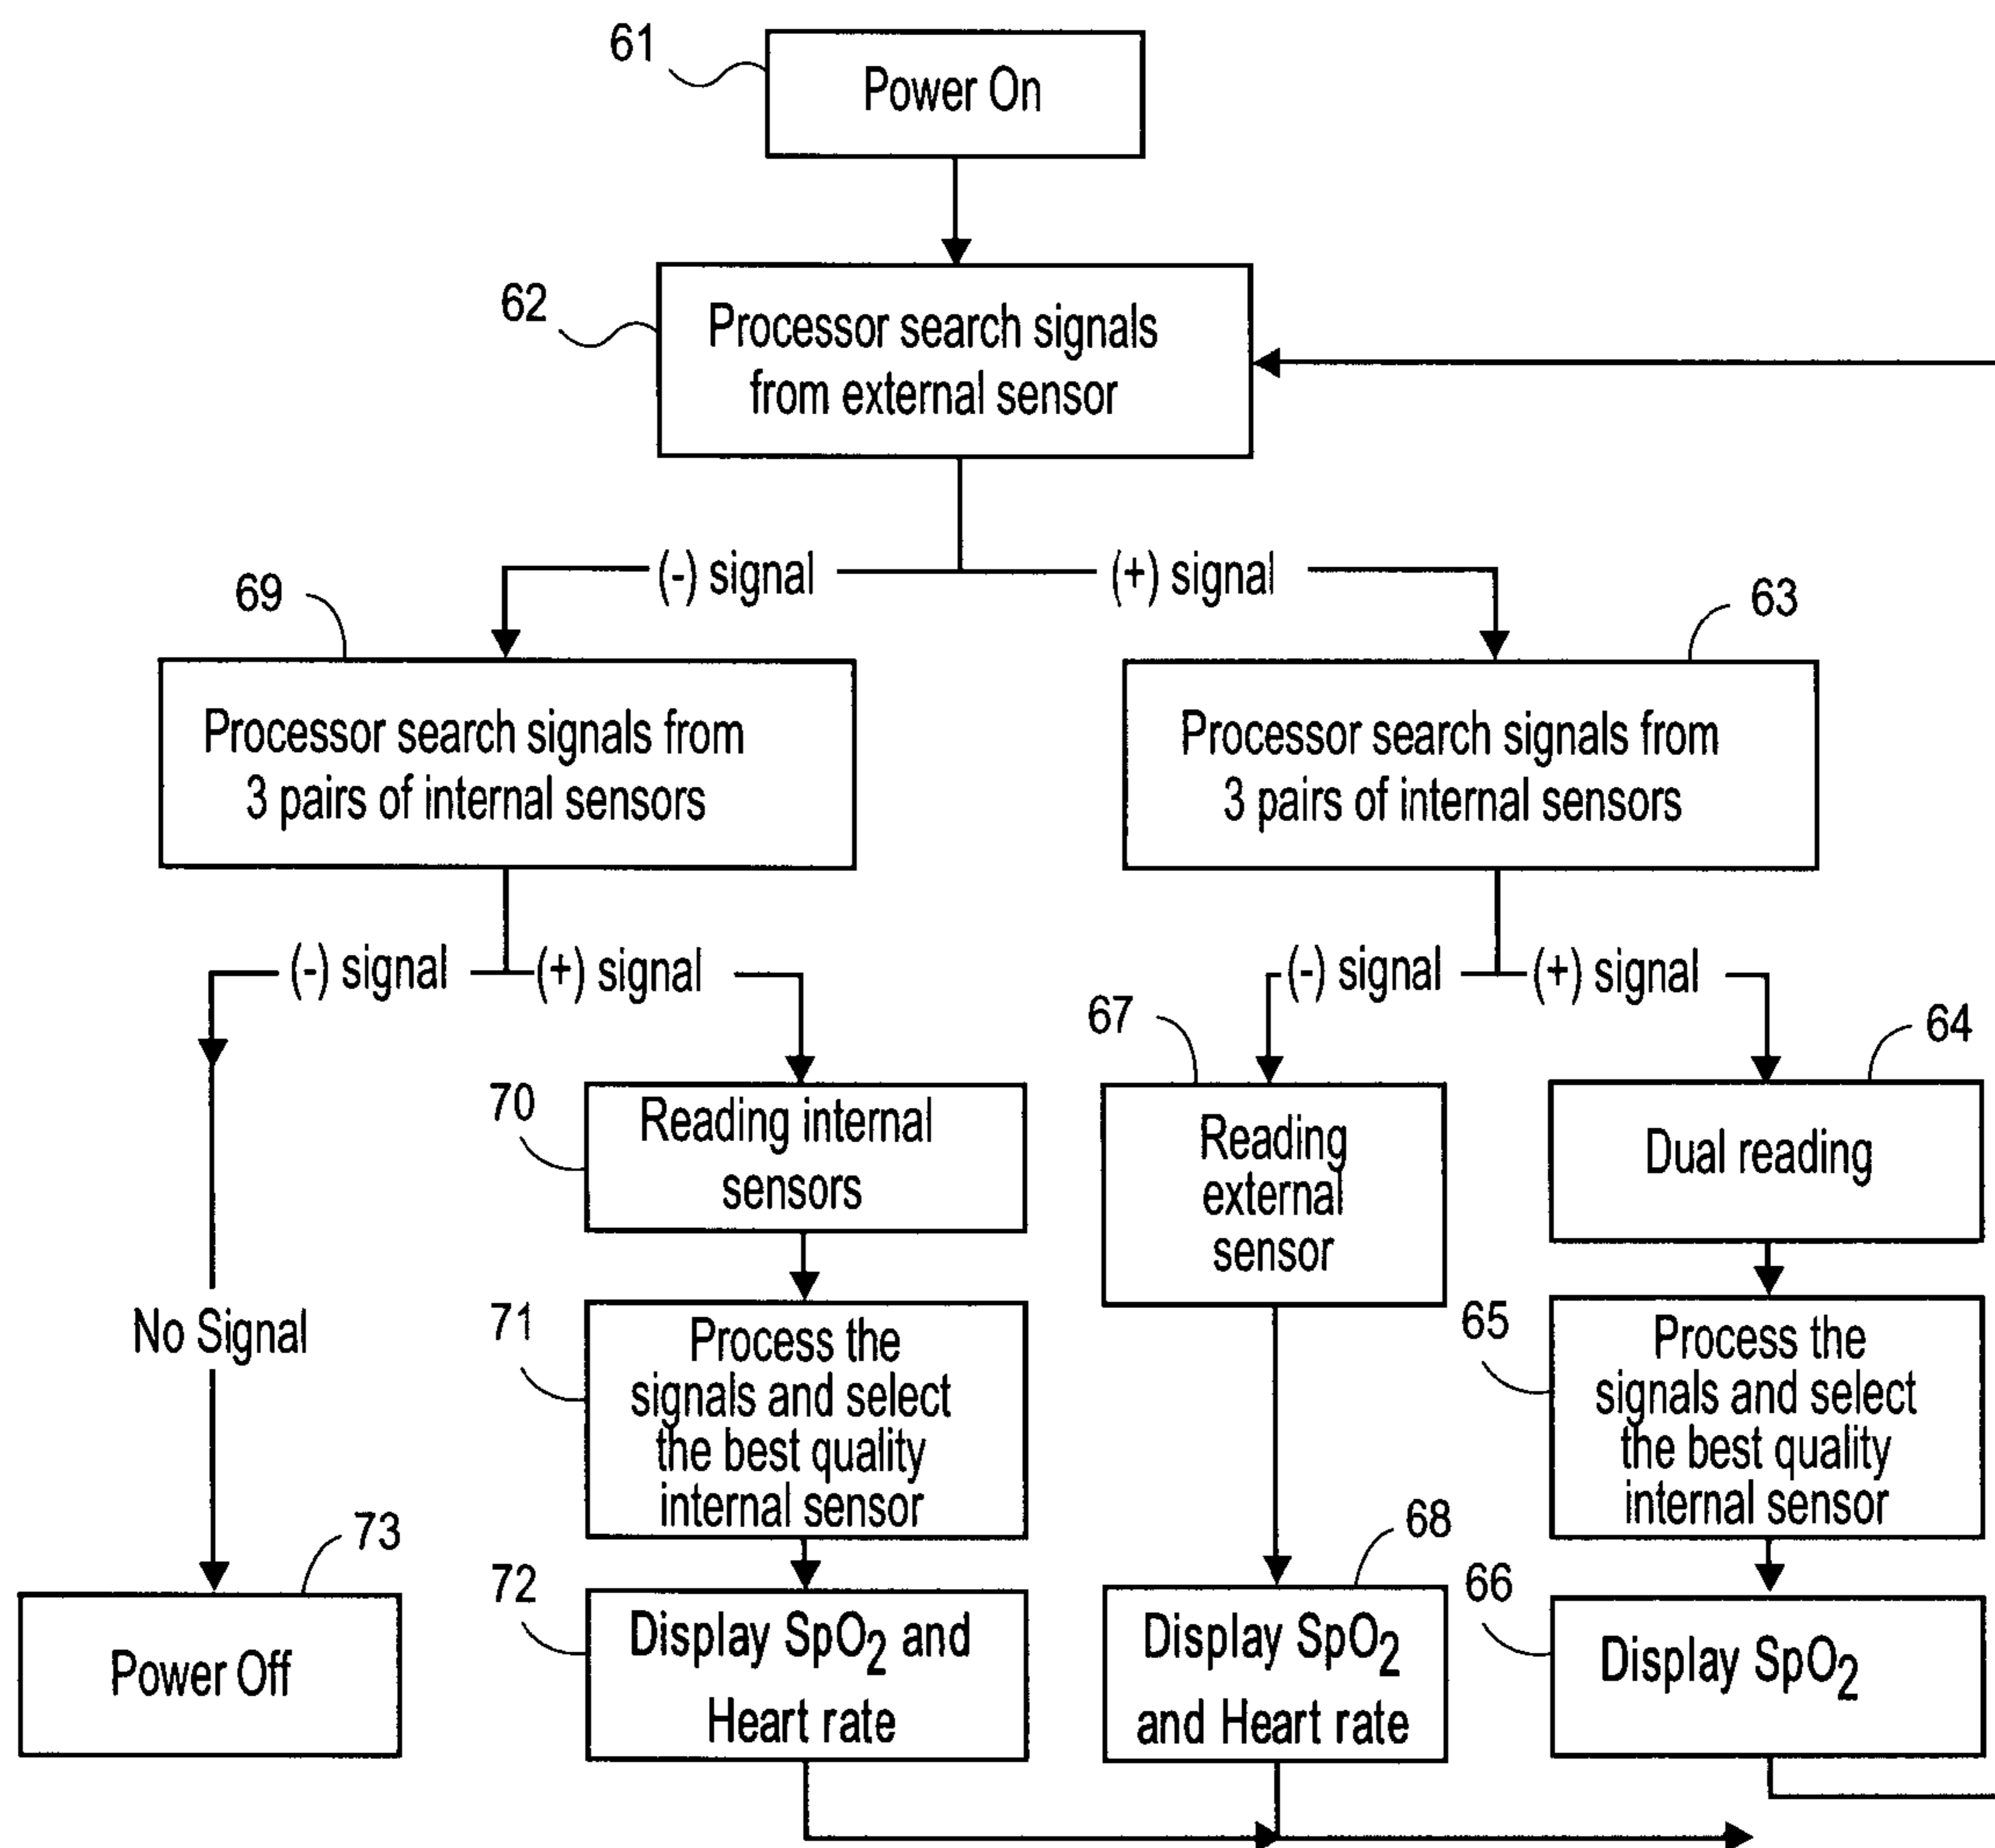 61
Power On
62
Processor search signals
from external sensor
(-) signal
(+) signal
69
63
Processor search signals from
3 pairs of internal sensors
Processor search signals from
3 pairs of internal sensors
(-) signal
(+) signal
(-) signal
(+) signal
67
64
70
Reading internal
sensors
Reading
external
sensor
Dual reading
No Signal
71
Process the
signals and select
the best quality
internal sensor
65
Process the
signals and select
the best quality
internal sensor
73
Power Off
72
Display SpO2 and
Heart rate
68
Display SpO2
and Heart rate
66
Display SpO2